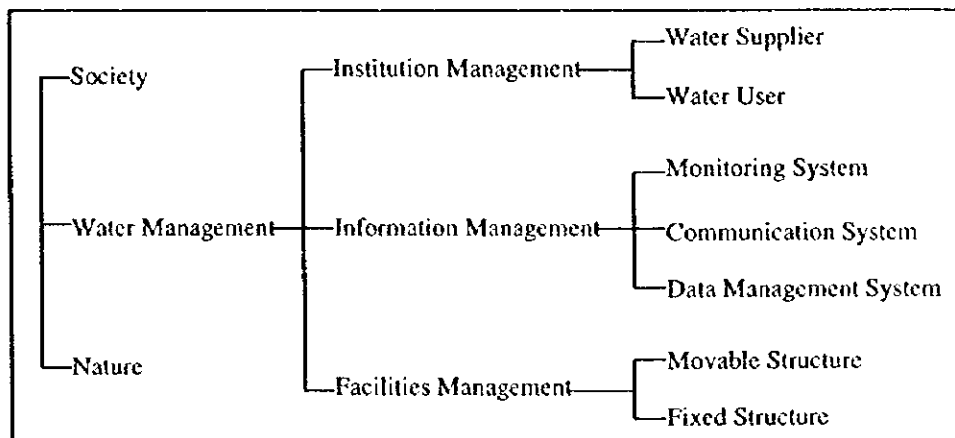 Society
Water Management
Nature
Institution Management
Information Management
Facilities Management
Water Supplier
Water User
Monitoring System
Communication System
Data Management System
Movable Structure
Fixed Structure